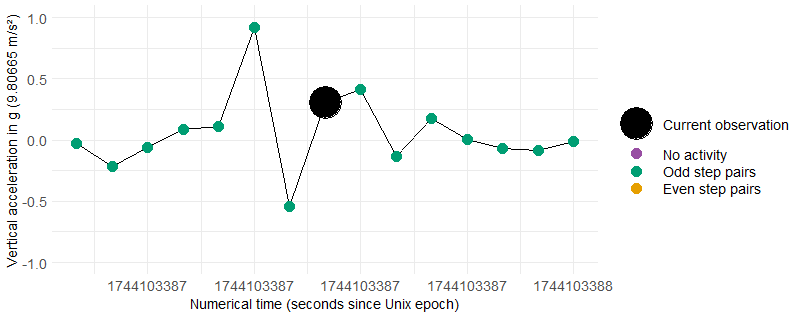 Vertical acceleration in g (9.80665 m/s²)
1.0
0.5
0.0
-0.5
-1.0
1744103387 1744103387 1744103387 1744103387 1744103388
Numerical time (seconds since Unix epoch)
Current observation
No activity
Odd step pairs
Even step pairs